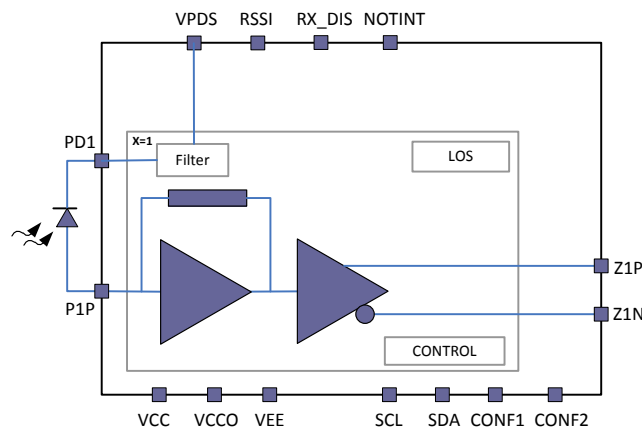 VPDS RSSI RX_DIS NOTINT
X=1
PD1
Filter
LOS
Z1P
P1P
Z1N
CONTROL
VCC VCCO VEE SCL SDA CONF1 CONF2